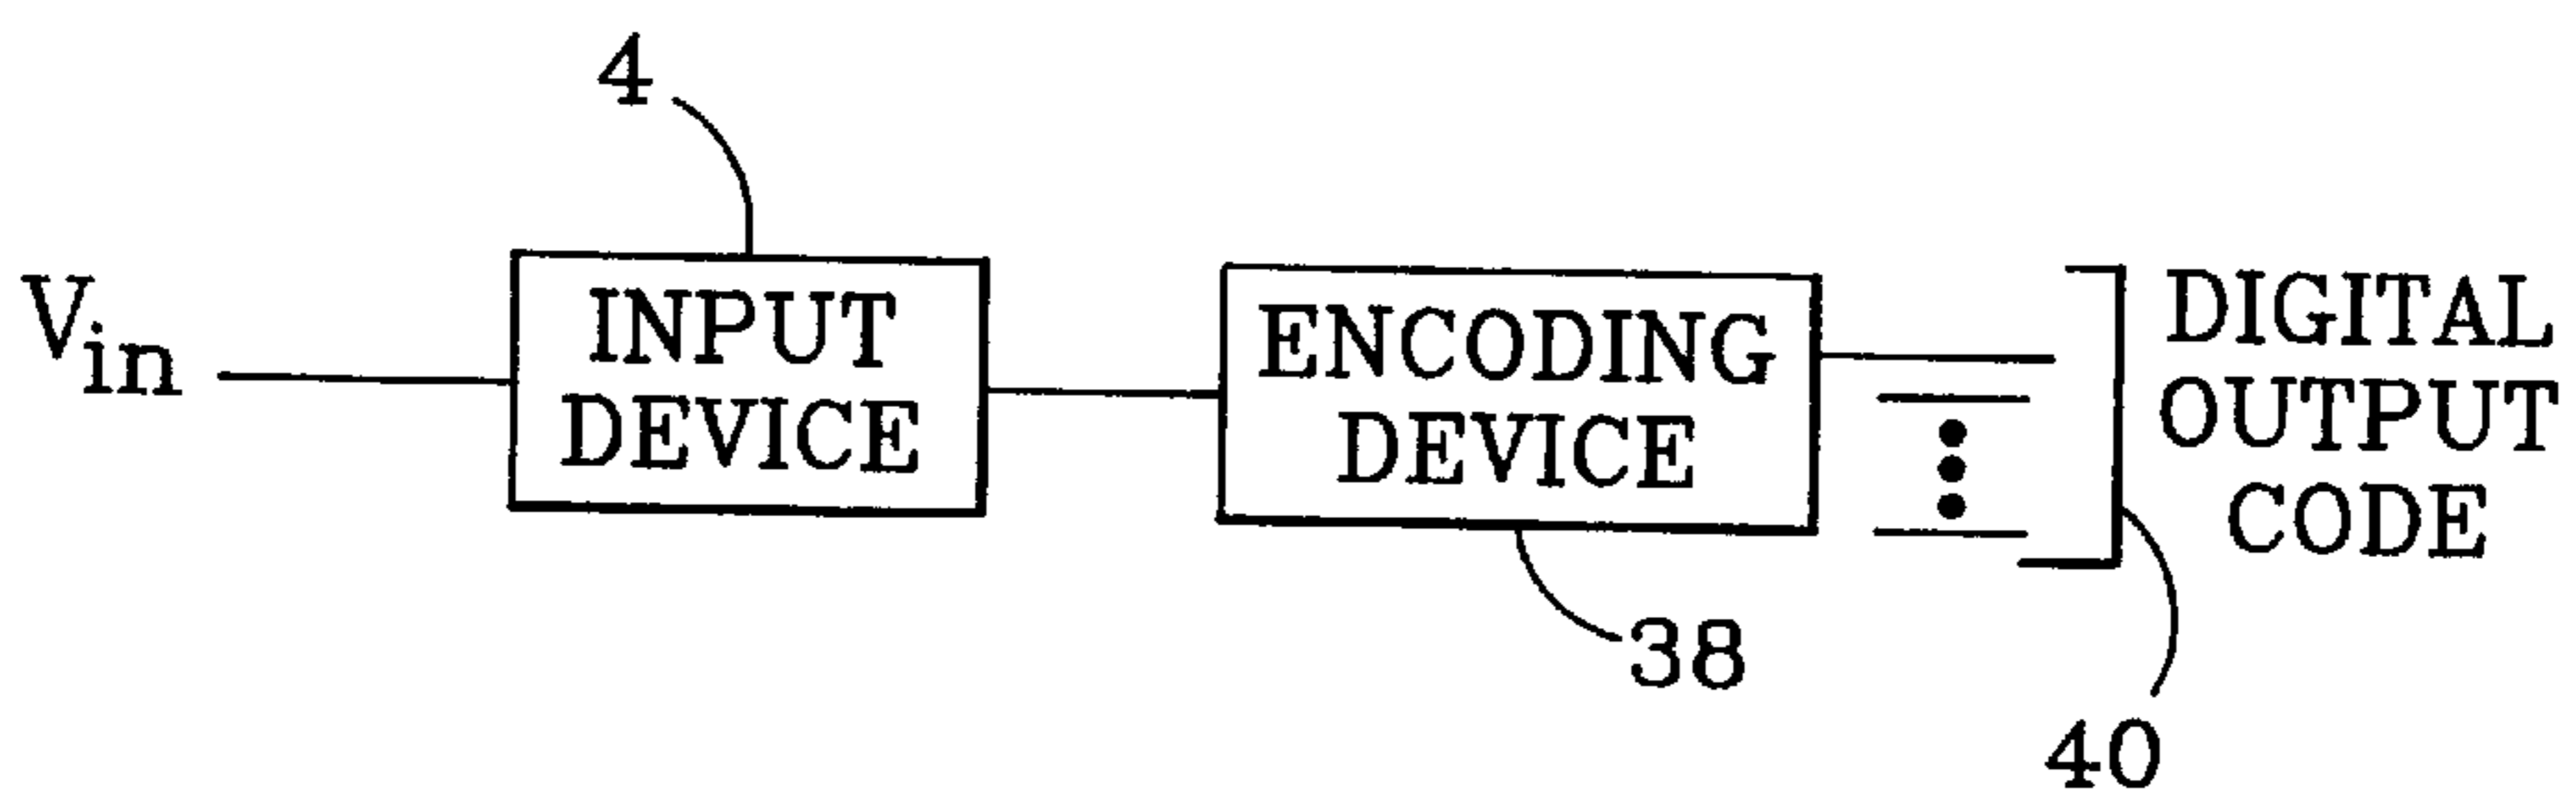 4
Vin
INPUT
DEVICE
ENCODING
DEVICE
DIGITAL
OUTPUT
CODE
38
40